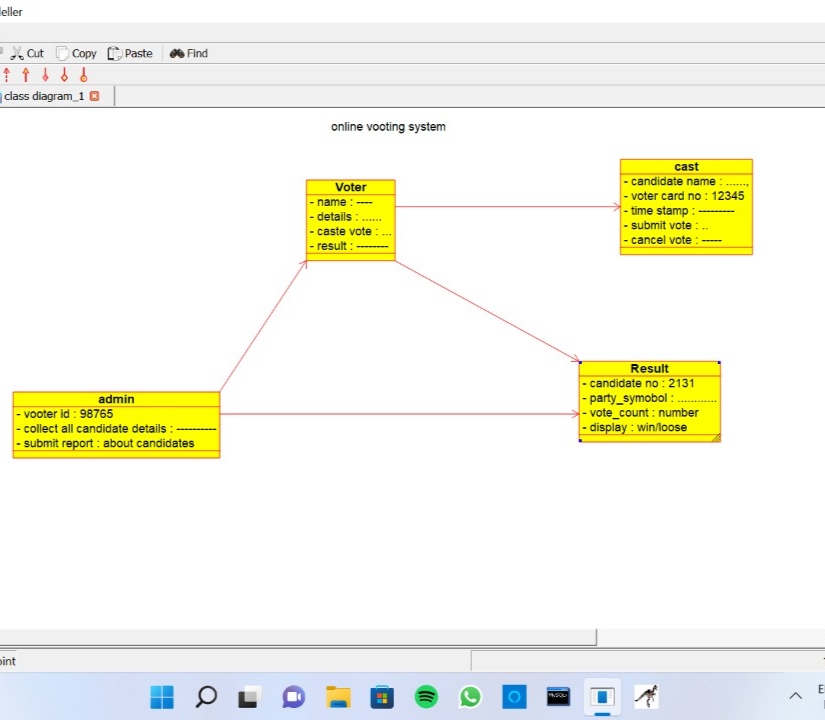 eller
Cut Copy Paste Find
class diagram_1
online vooting system
cast
- candidate name : ......,
- voter card no : 12345
- time stamp : ---------
- submit vote : ..
- cancel vote : -----
Voter
- name : ----
- details : ......
- caste vote : ...
- result : --------
Result
- candidate no : 2131
- party_symobol : ............
- vote_count : number
- display : win/loose
admin
- vooter id : 98765
- collect all candidate details : ----------
- submit report : about candidates
oint
MySQL
E